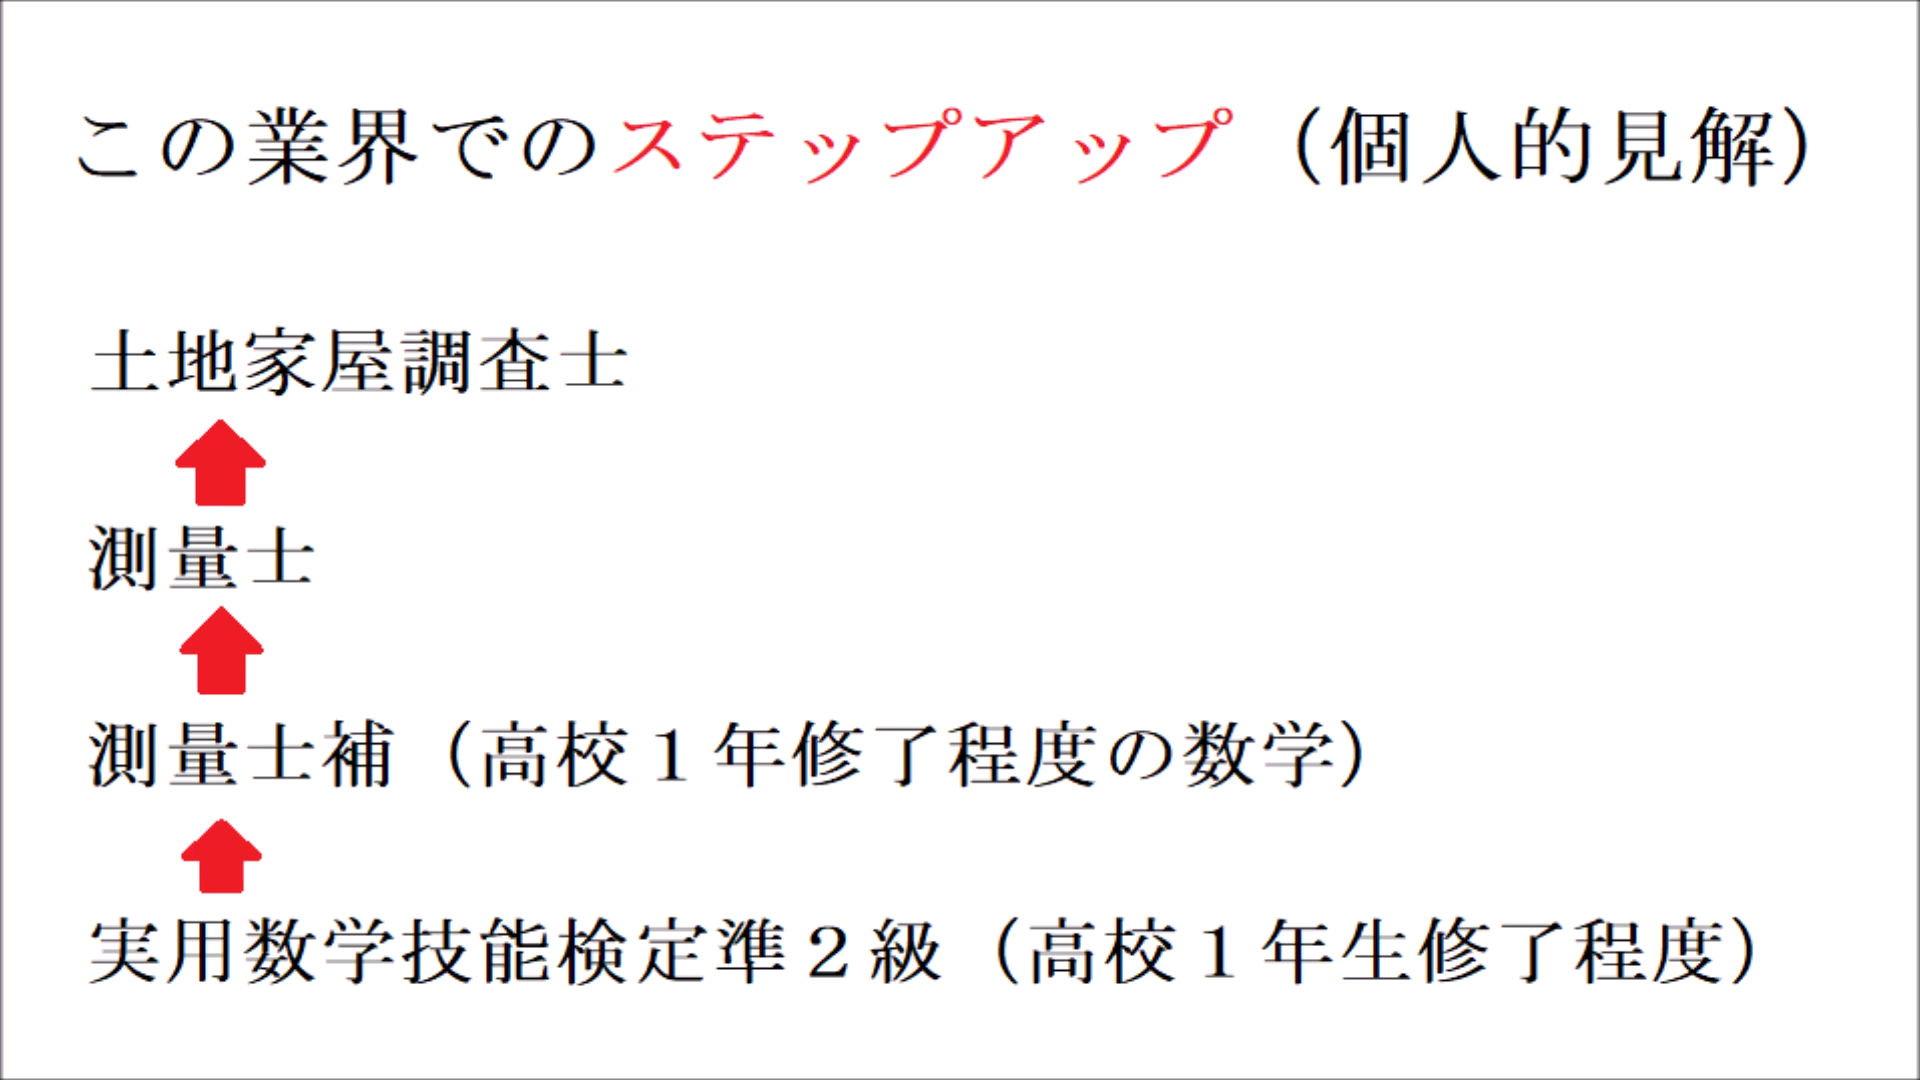 この業界でのステップアップ（個人的見解）
土地家屋調査士
測量士
測量士補（高校１年修了程度の数学）
実用数学技能検定準２級（高校１年生修了程度）